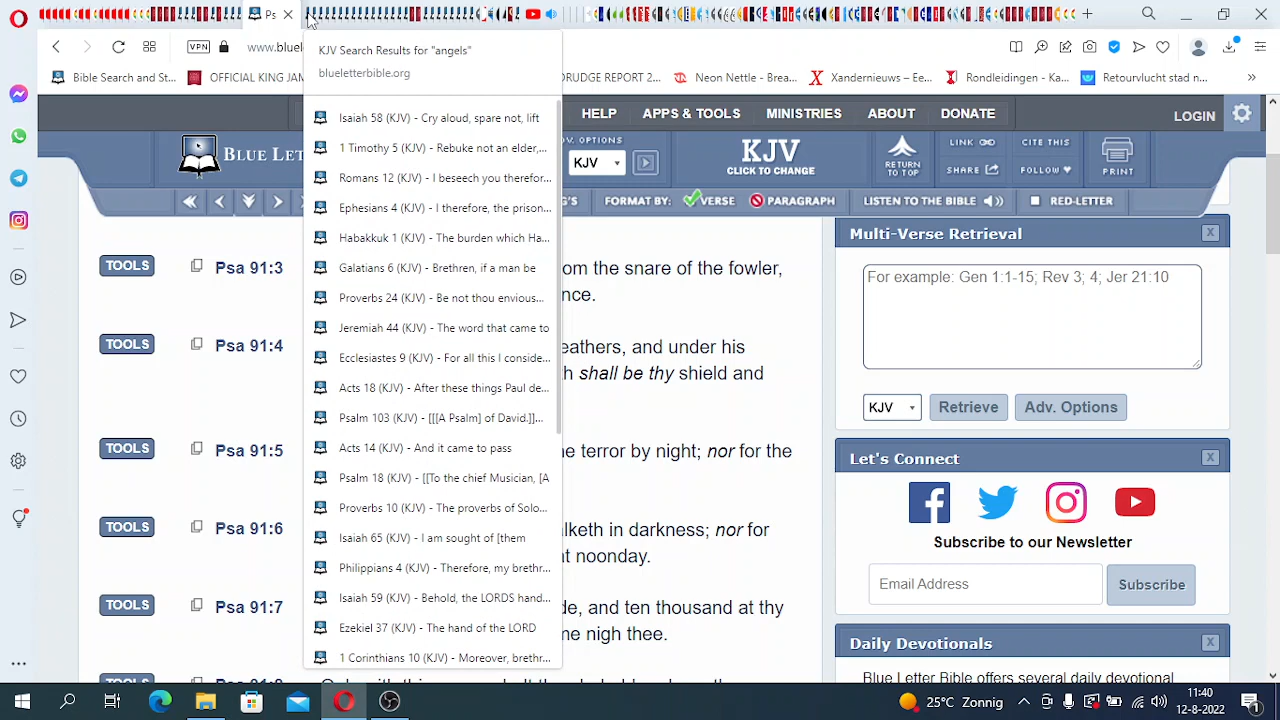 Ps
VPN
www.bluel
Bible Search and St...
OFFICIAL KING JAM
DRUDGE REPORT 2...
Neon Nettle - Brea...
Xandernieuws – Ee...
Rondleidingen - Ka...
Retourvlucht stad n...
»
KJV Search Results for "angels"
blueletterbible.org
HELP
APPS & TOOLS
MINISTRIES
ABOUT
DONATE
LOGIN
BLUE LET
ADV. OPTIONS
KJV
KJV
CLICK TO CHANGE
RETURN
TO TOP
LINK
SHARE
CITE THIS
FOLLOW
PRINT
FORMAT BY:
VERSE
PARAGRAPH
LISTEN TO THE BIBLE
RED-LETTER
Isaiah 58 (KJV) - Cry aloud, spare not, lift
1 Timothy 5 (KJV) - Rebuke not an elder,...
Romans 12 (KJV) - I beseech you therefor...
Ephesians 4 (KJV) - I therefore, the prison...
Habakkuk 1 (KJV) - The burden which Ha...
Galatians 6 (KJV) - Brethren, if a man be
Proverbs 24 (KJV) - Be not thou envious...
Jeremiah 44 (KJV) - The word that came to
Ecclesiastes 9 (KJV) - For all this I conside...
Acts 18 (KJV) - After these things Paul de...
Psalm 103 (KJV) - [[[A Psalm] of David.]]...
Acts 14 (KJV) - And it came to pass
Psalm 18 (KJV) - [[To the chief Musician, [A
Proverbs 10 (KJV) - The proverbs of Solo...
Isaiah 65 (KJV) - I am sought of [them
Philippians 4 (KJV) - Therefore, my brethr...
Isaiah 59 (KJV) - Behold, the LORDS hand...
Ezekiel 37 (KJV) - The hand of the LORD
1 Corinthians 10 (KJV) - Moreover, brethr...
TOOLS
Psa 91:3
om the snare of the fowler,
nce.
TOOLS
Psa 91:4
eathers, and under his
h shall be thy shield and
TOOLS
Psa 91:5
e terror by night; nor for the
TOOLS
Psa 91:6
lketh in darkness; nor for
t noonday.
TOOLS
Psa 91:7
de, and ten thousand at thy
me nigh thee.
Multi-Verse Retrieval
X
For example: Gen 1:1-15; Rev 3; 4; Jer 21:10
KJV
Retrieve
Adv. Options
Let's Connect
X
Subscribe to our Newsletter
Email Address
Subscribe
Daily Devotionals
X
Blue Letter Bible offers several daily devotional
25°C Zonnig
11:40
12-8-2022
1